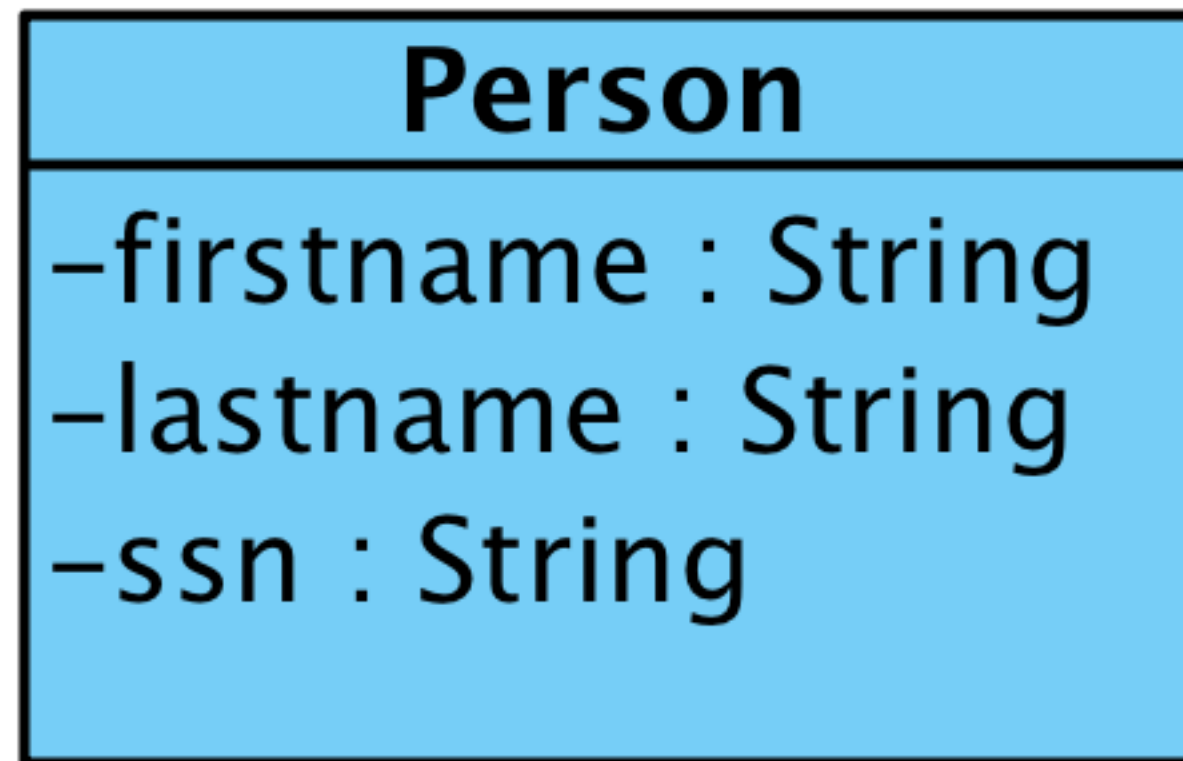 Person
-firstname : String
-lastname : String
-ssn : String